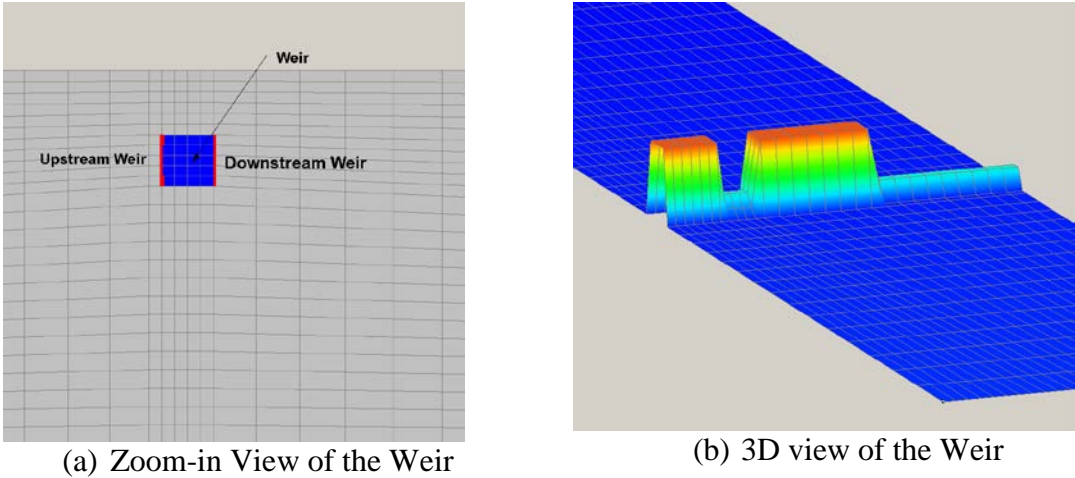 Weir
Upstream Weir
Downstream Weir
(a) Zoom-in View of the Weir
(b) 3D view of the Weir